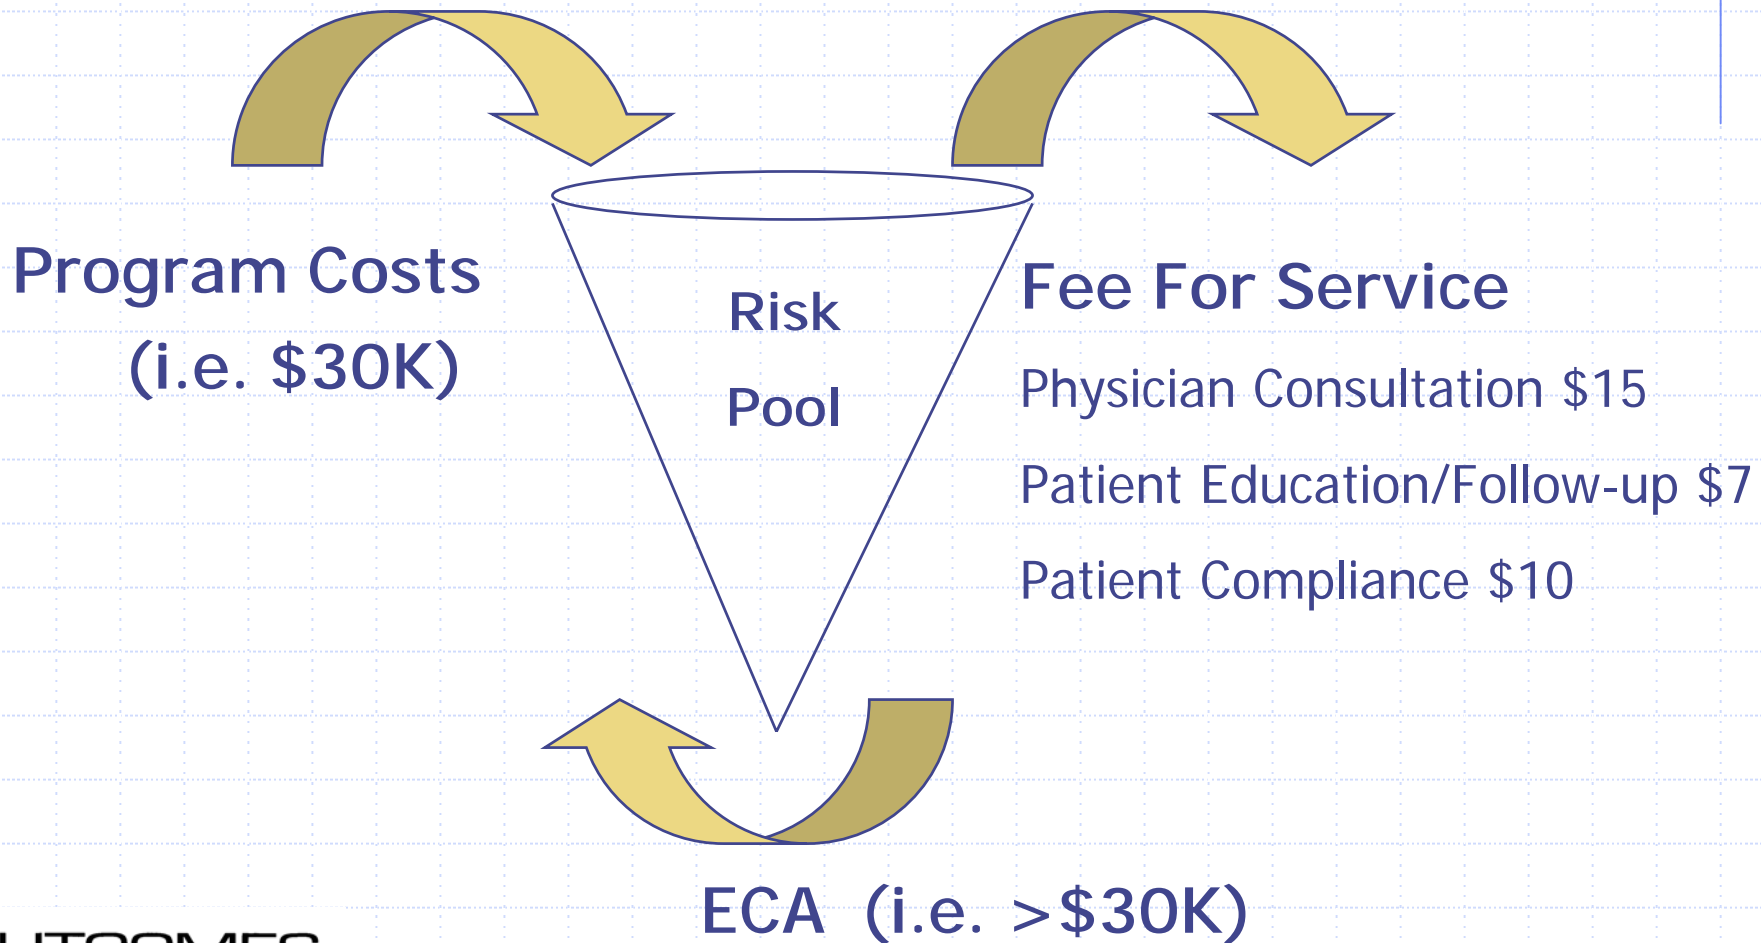 Program Costs
(i.e. $30K)
Risk
Pool
Fee For Service
Physician Consultation $15
Patient Education/Follow-up $7
Patient Compliance $10
ECA (i.e. >$30K)